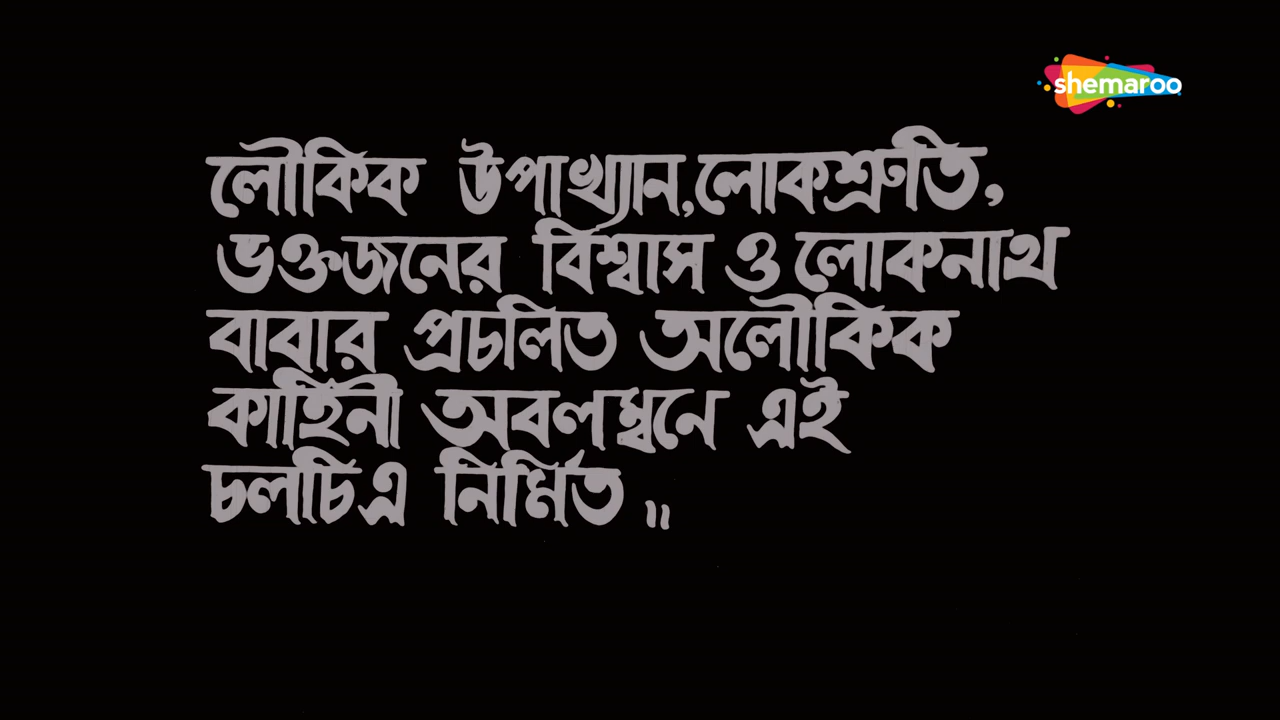 shemaroo
লৌকিক উপাখ্যান, লোকশ্রুতি,
ভক্তজনের বিশ্বাস ও লোকনাথ
বাবার প্রচলিত অলৌকিক
কাহিনী অবলম্বনে এই
চলচিত্র নির্মিত ॥